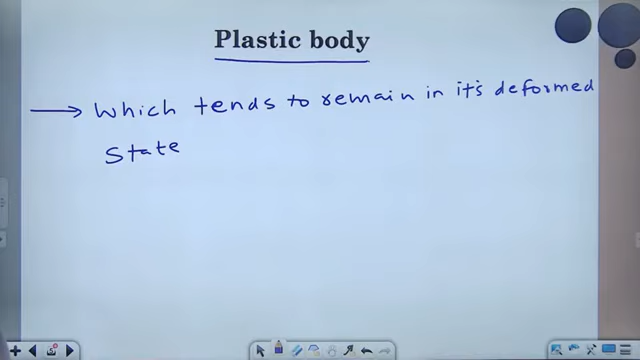 Plastic body
→ Which tends to remain in it's deformed
State